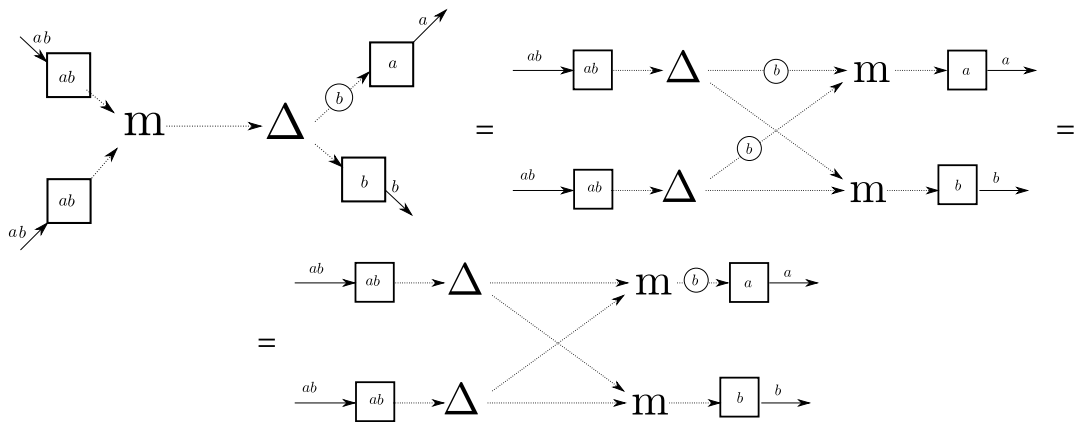 ab ab a a b
m Δ
ab ab b b
=
ab ab Δ b m a a
b
ab ab Δ m b b
=
=
ab ab Δ m b a a
ab ab Δ m b b